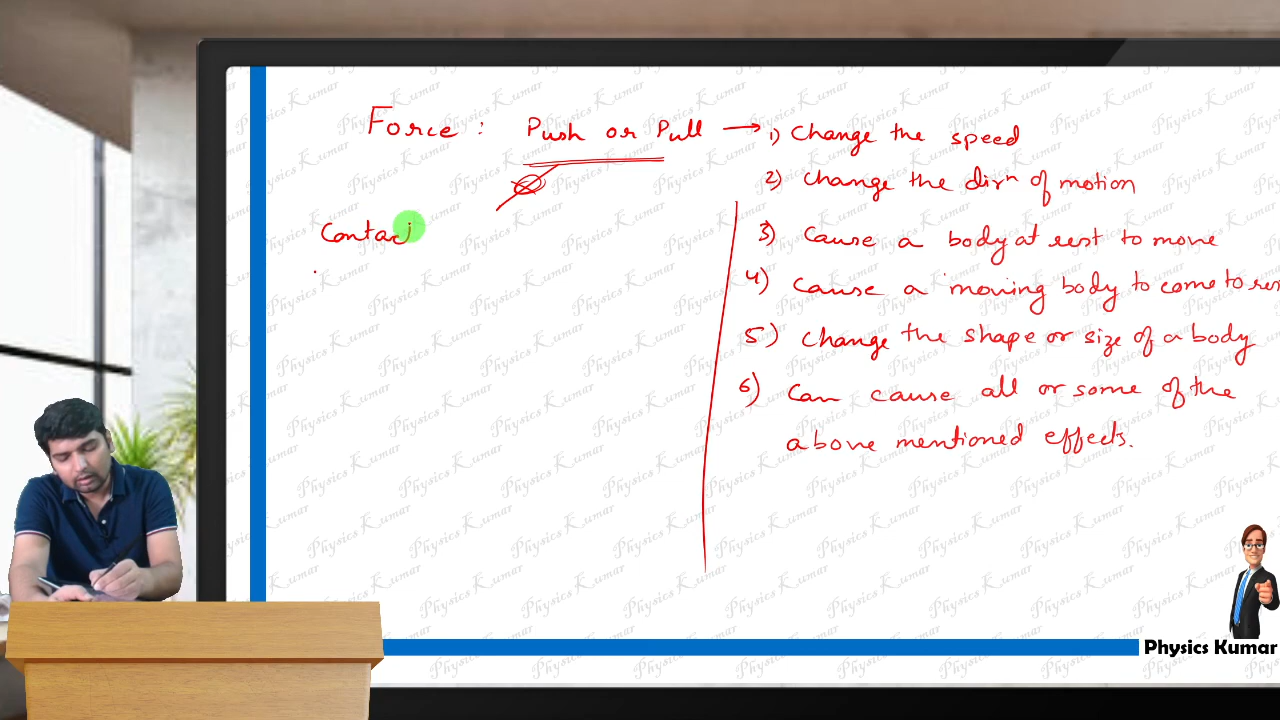 Force : Push or Pull → 1) Change the speed
2) Change the dirⁿ of motion
3) Cause a body at rest to move
4) Cause a moving body to come to res
5) Change the shape or size of a body
6) Can cause all or some of the
above mentioned effects.
Contac
Physics Kumar